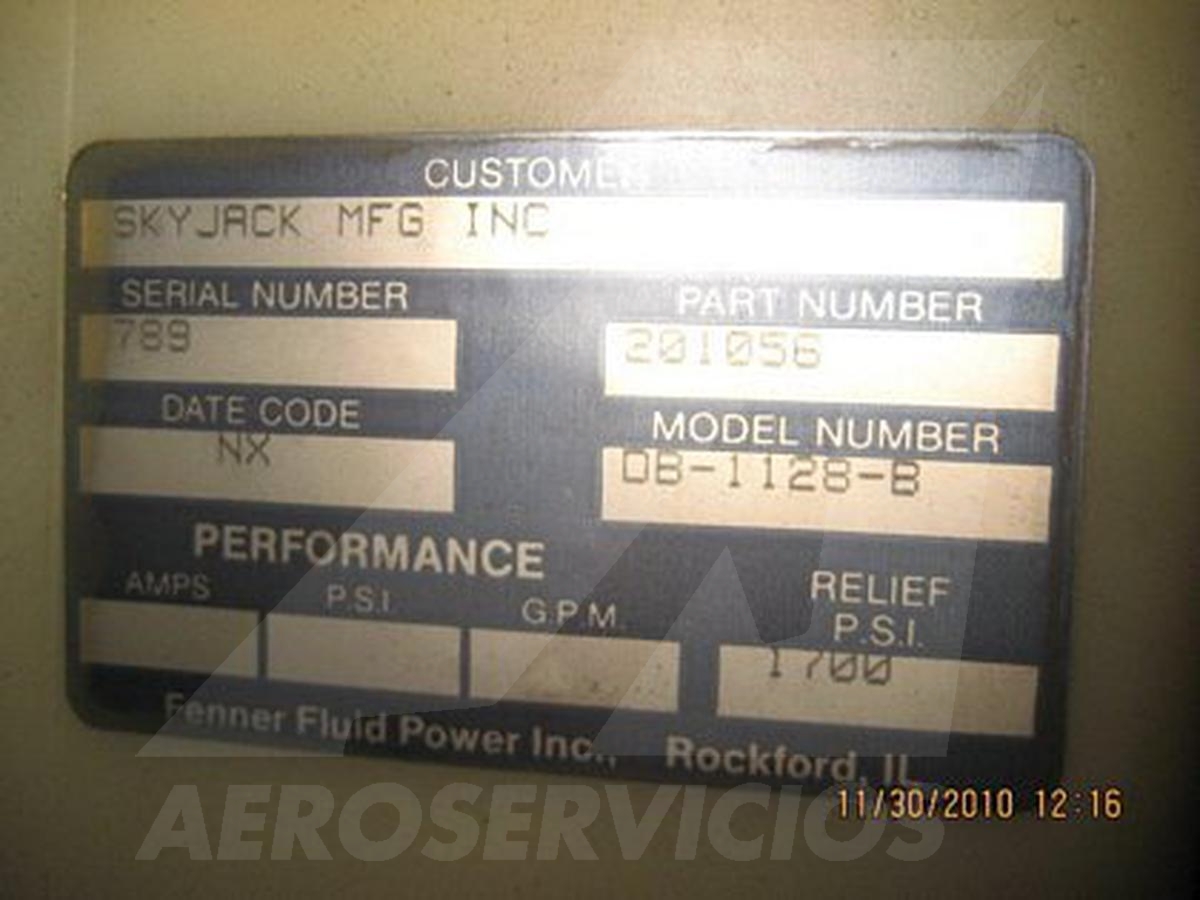 CUSTOMER
SKYJACK MFG INC
SERIAL NUMBER PART NUMBER
789 201056
DATE CODE MODEL NUMBER
NX DB-1128-B
PERFORMANCE
AMPS P.S.I. G.P.M. RELIEF P.S.I.
1700
Fenner Fluid Power Inc., Rockford, IL
11/30/2010 12:16
AEROSERVICIOS